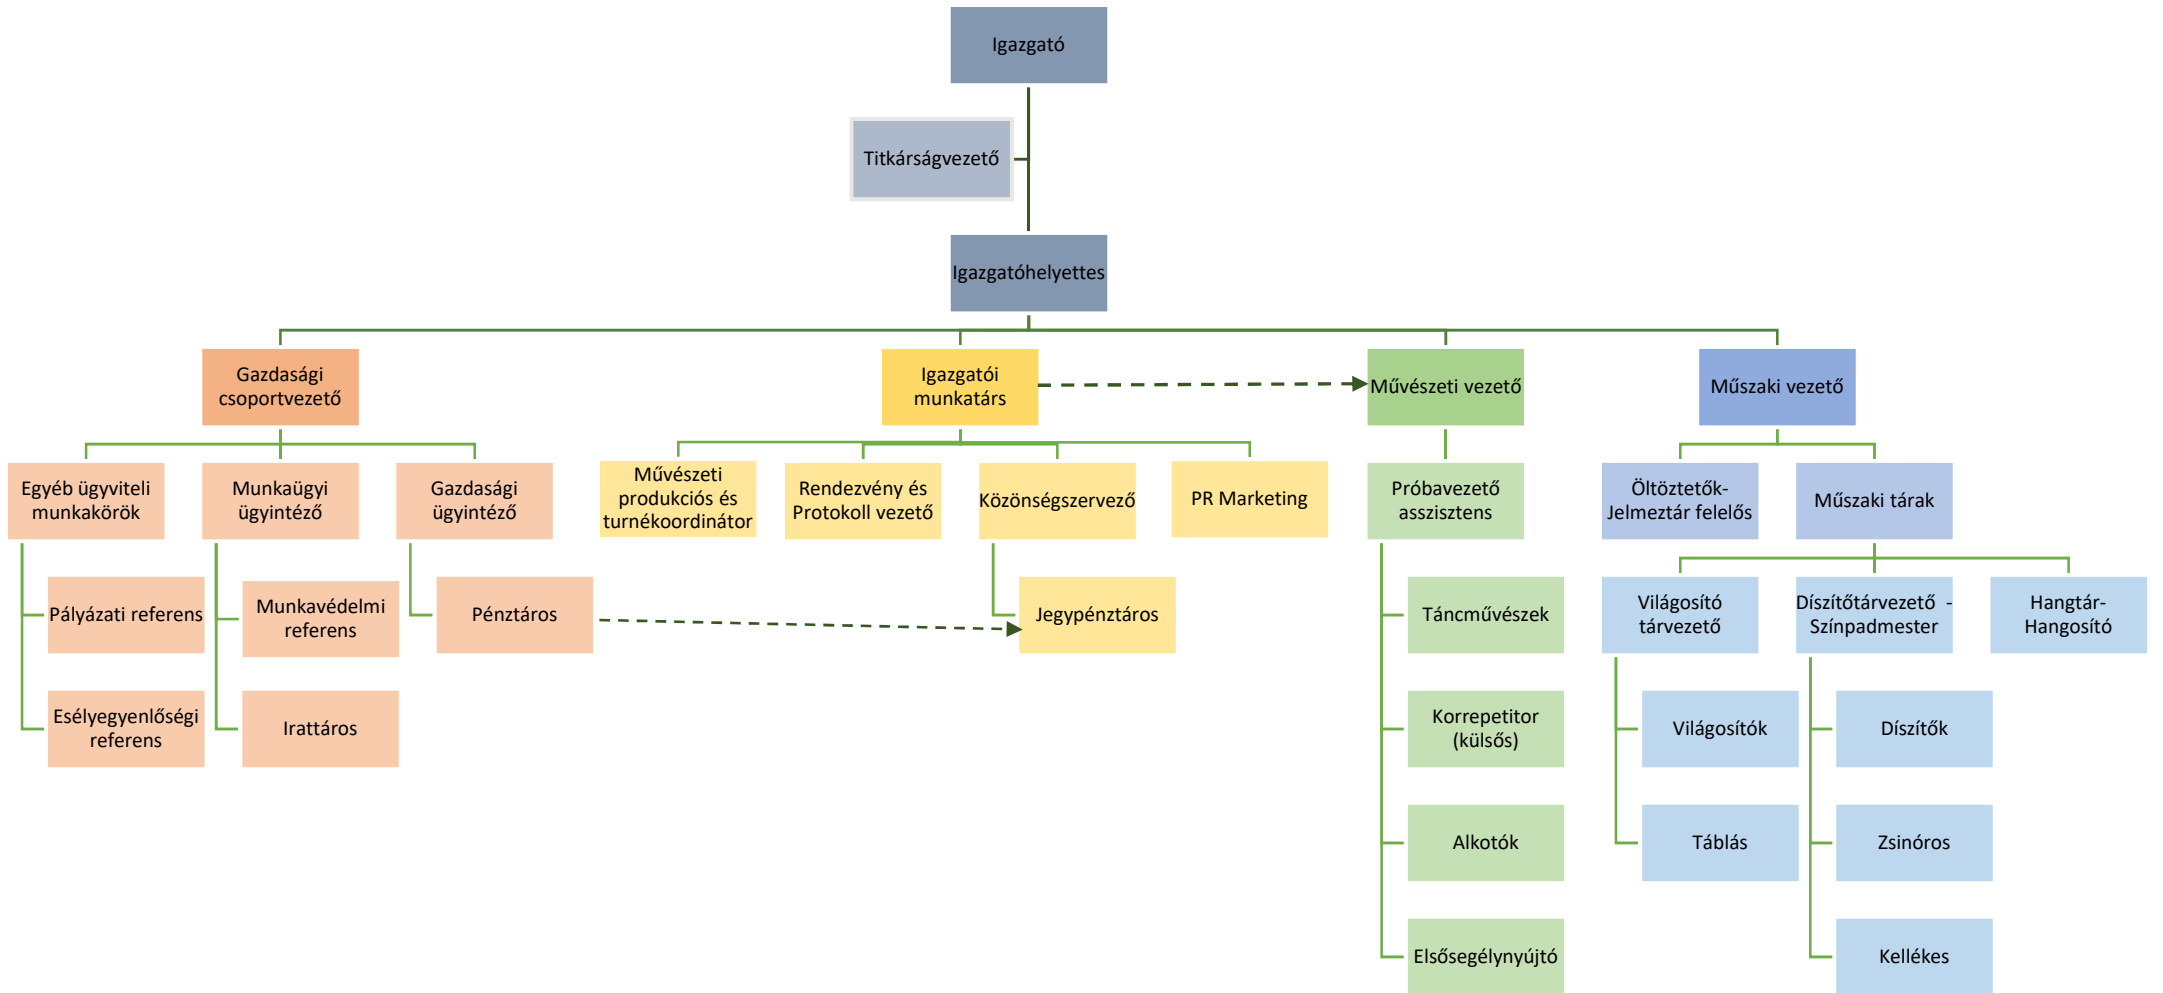 Igazgató
Titkárságvezető
Igazgatóhelyettes
Gazdasági
csoportvezető
Igazgatói
munkatárs
Művészeti vezető
Műszaki vezető
Egyéb ügyviteli
munkakörök
Munkaügyi
ügyintéző
Gazdasági
ügyintéző
Művészeti
produkciós és
turnékoordinátor
Rendezvény és
Protokoll vezető
Közönségszervező
PR Marketing
Próbavezető
asszisztens
Öltöztetők-
Jelmeztár felelős
Műszaki tárak
Pályázati referens
Munkavédelmi
referens
Pénztáros
Jegypénztáros
Táncművészek
Világosító
tárvezető
Díszítőtárvezető -
Színpadmester
Hangtár-
Hangosító
Esélyegyenlőségi
referens
Irattáros
Korrepetitor
(külsős)
Világosítók
Díszítők
Alkotók
Táblás
Zsinóros
Elsősegélynyújtó
Kellékes